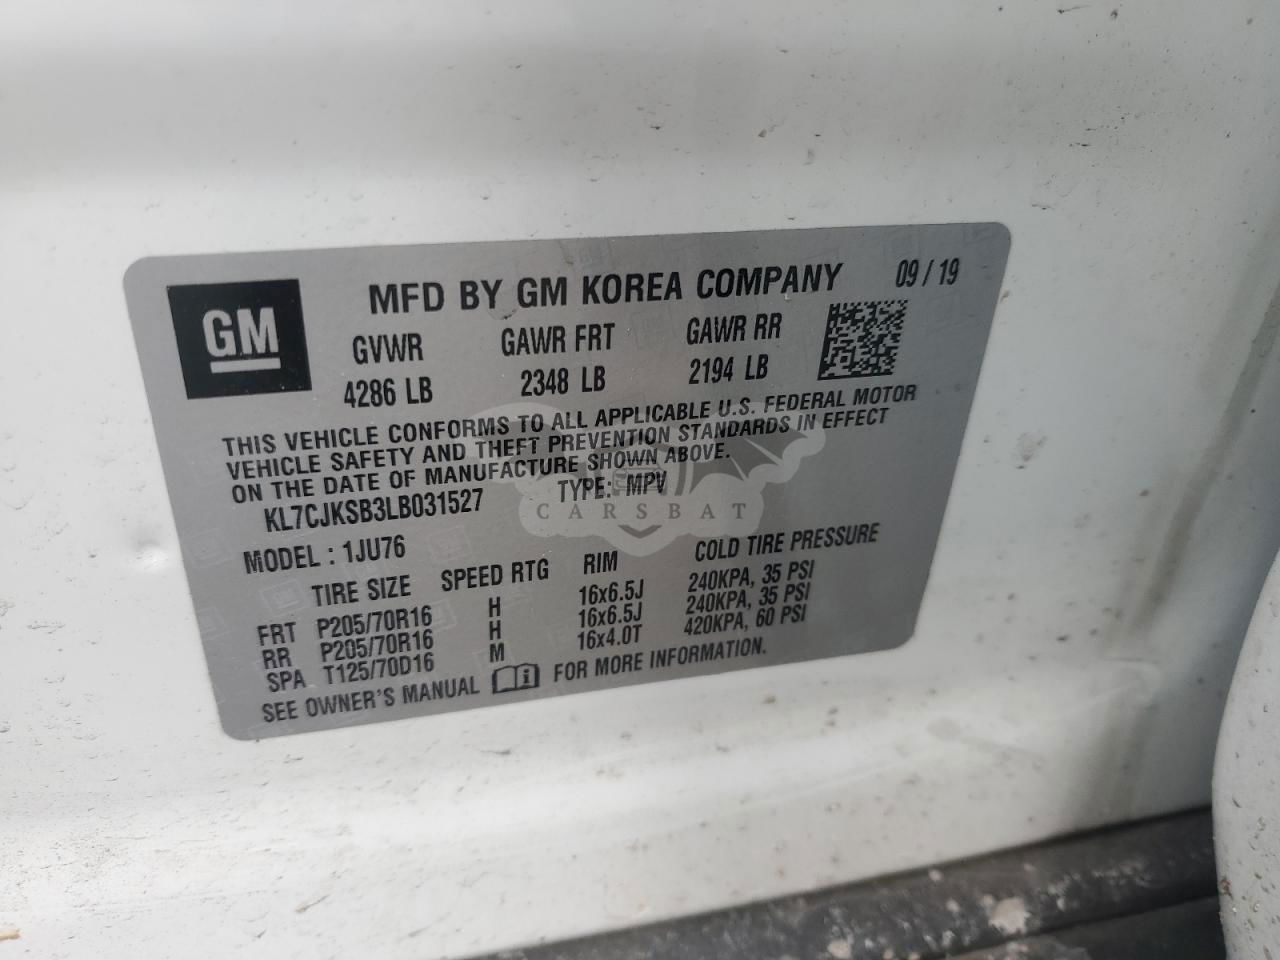 GM
MFD BY GM KOREA COMPANY 09 / 19
GVWR GAWR FRT GAWR RR
4286 LB 2348 LB 2194 LB
THIS VEHICLE CONFORMS TO ALL APPLICABLE U.S. FEDERAL MOTOR
VEHICLE SAFETY AND THEFT PREVENTION STANDARDS IN EFFECT
ON THE DATE OF MANUFACTURE SHOWN ABOVE.
KL7CJKSB3LB031527 TYPE: MPV
CARSBAT
MODEL : 1JU76
TIRE SIZE SPEED RTG RIM COLD TIRE PRESSURE
FRT P205/70R16 H 16x6.5J 240KPA, 35 PSI
RR P205/70R16 H 16x6.5J 240KPA, 35 PSI
SPA T125/70D16 M 16x4.0T 420KPA, 60 PSI
SEE OWNER'S MANUAL FOR MORE INFORMATION.